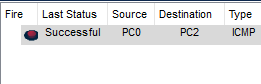 Fire Last Status Source Destination Type
Successful PC0 PC2 ICMP